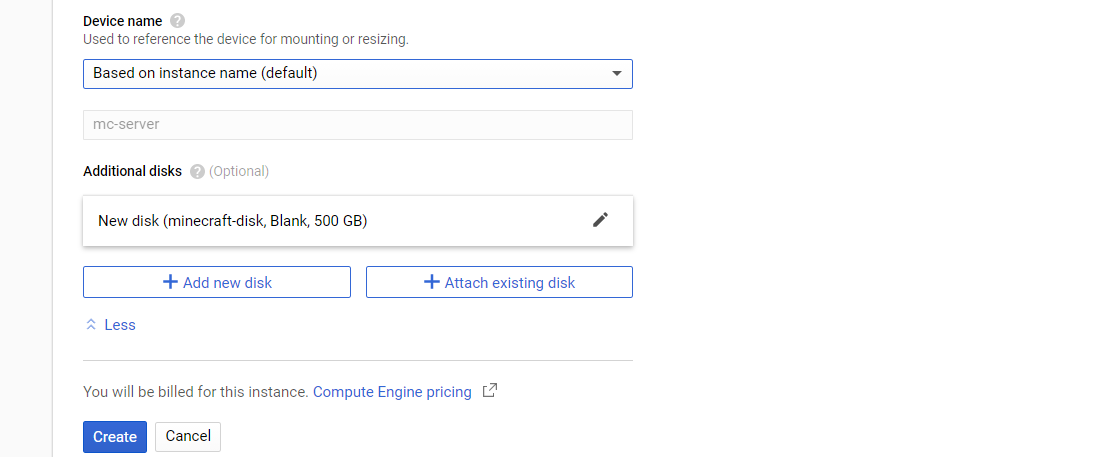 Device name
Used to reference the device for mounting or resizing.
Based on instance name (default)
mc-server
Additional disks (Optional)
New disk (minecraft-disk, Blank, 500 GB)
Add new disk
Attach existing disk
Less
You will be billed for this instance. Compute Engine pricing
Create
Cancel